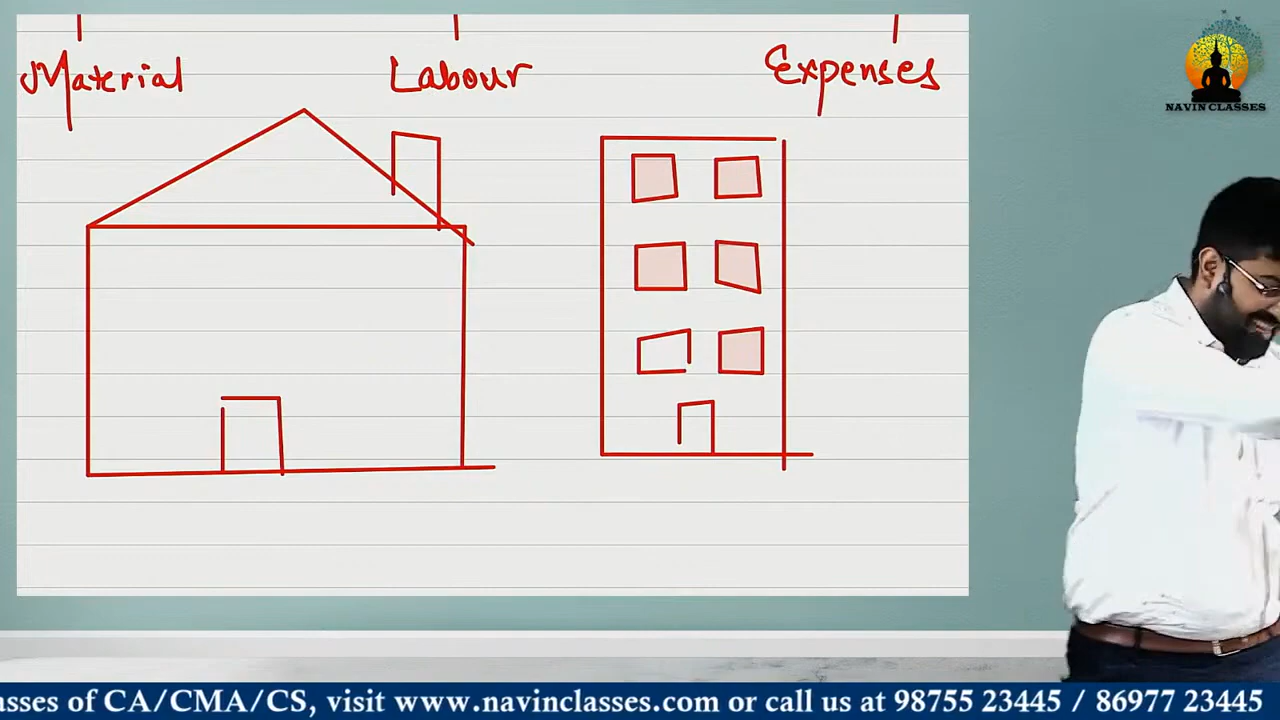 Material Labour Expenses
NAVIN CLASSES
asses of CA/CMA/CS, visit www.navinclasses.com or call us at 98755 23445 / 86977 23445